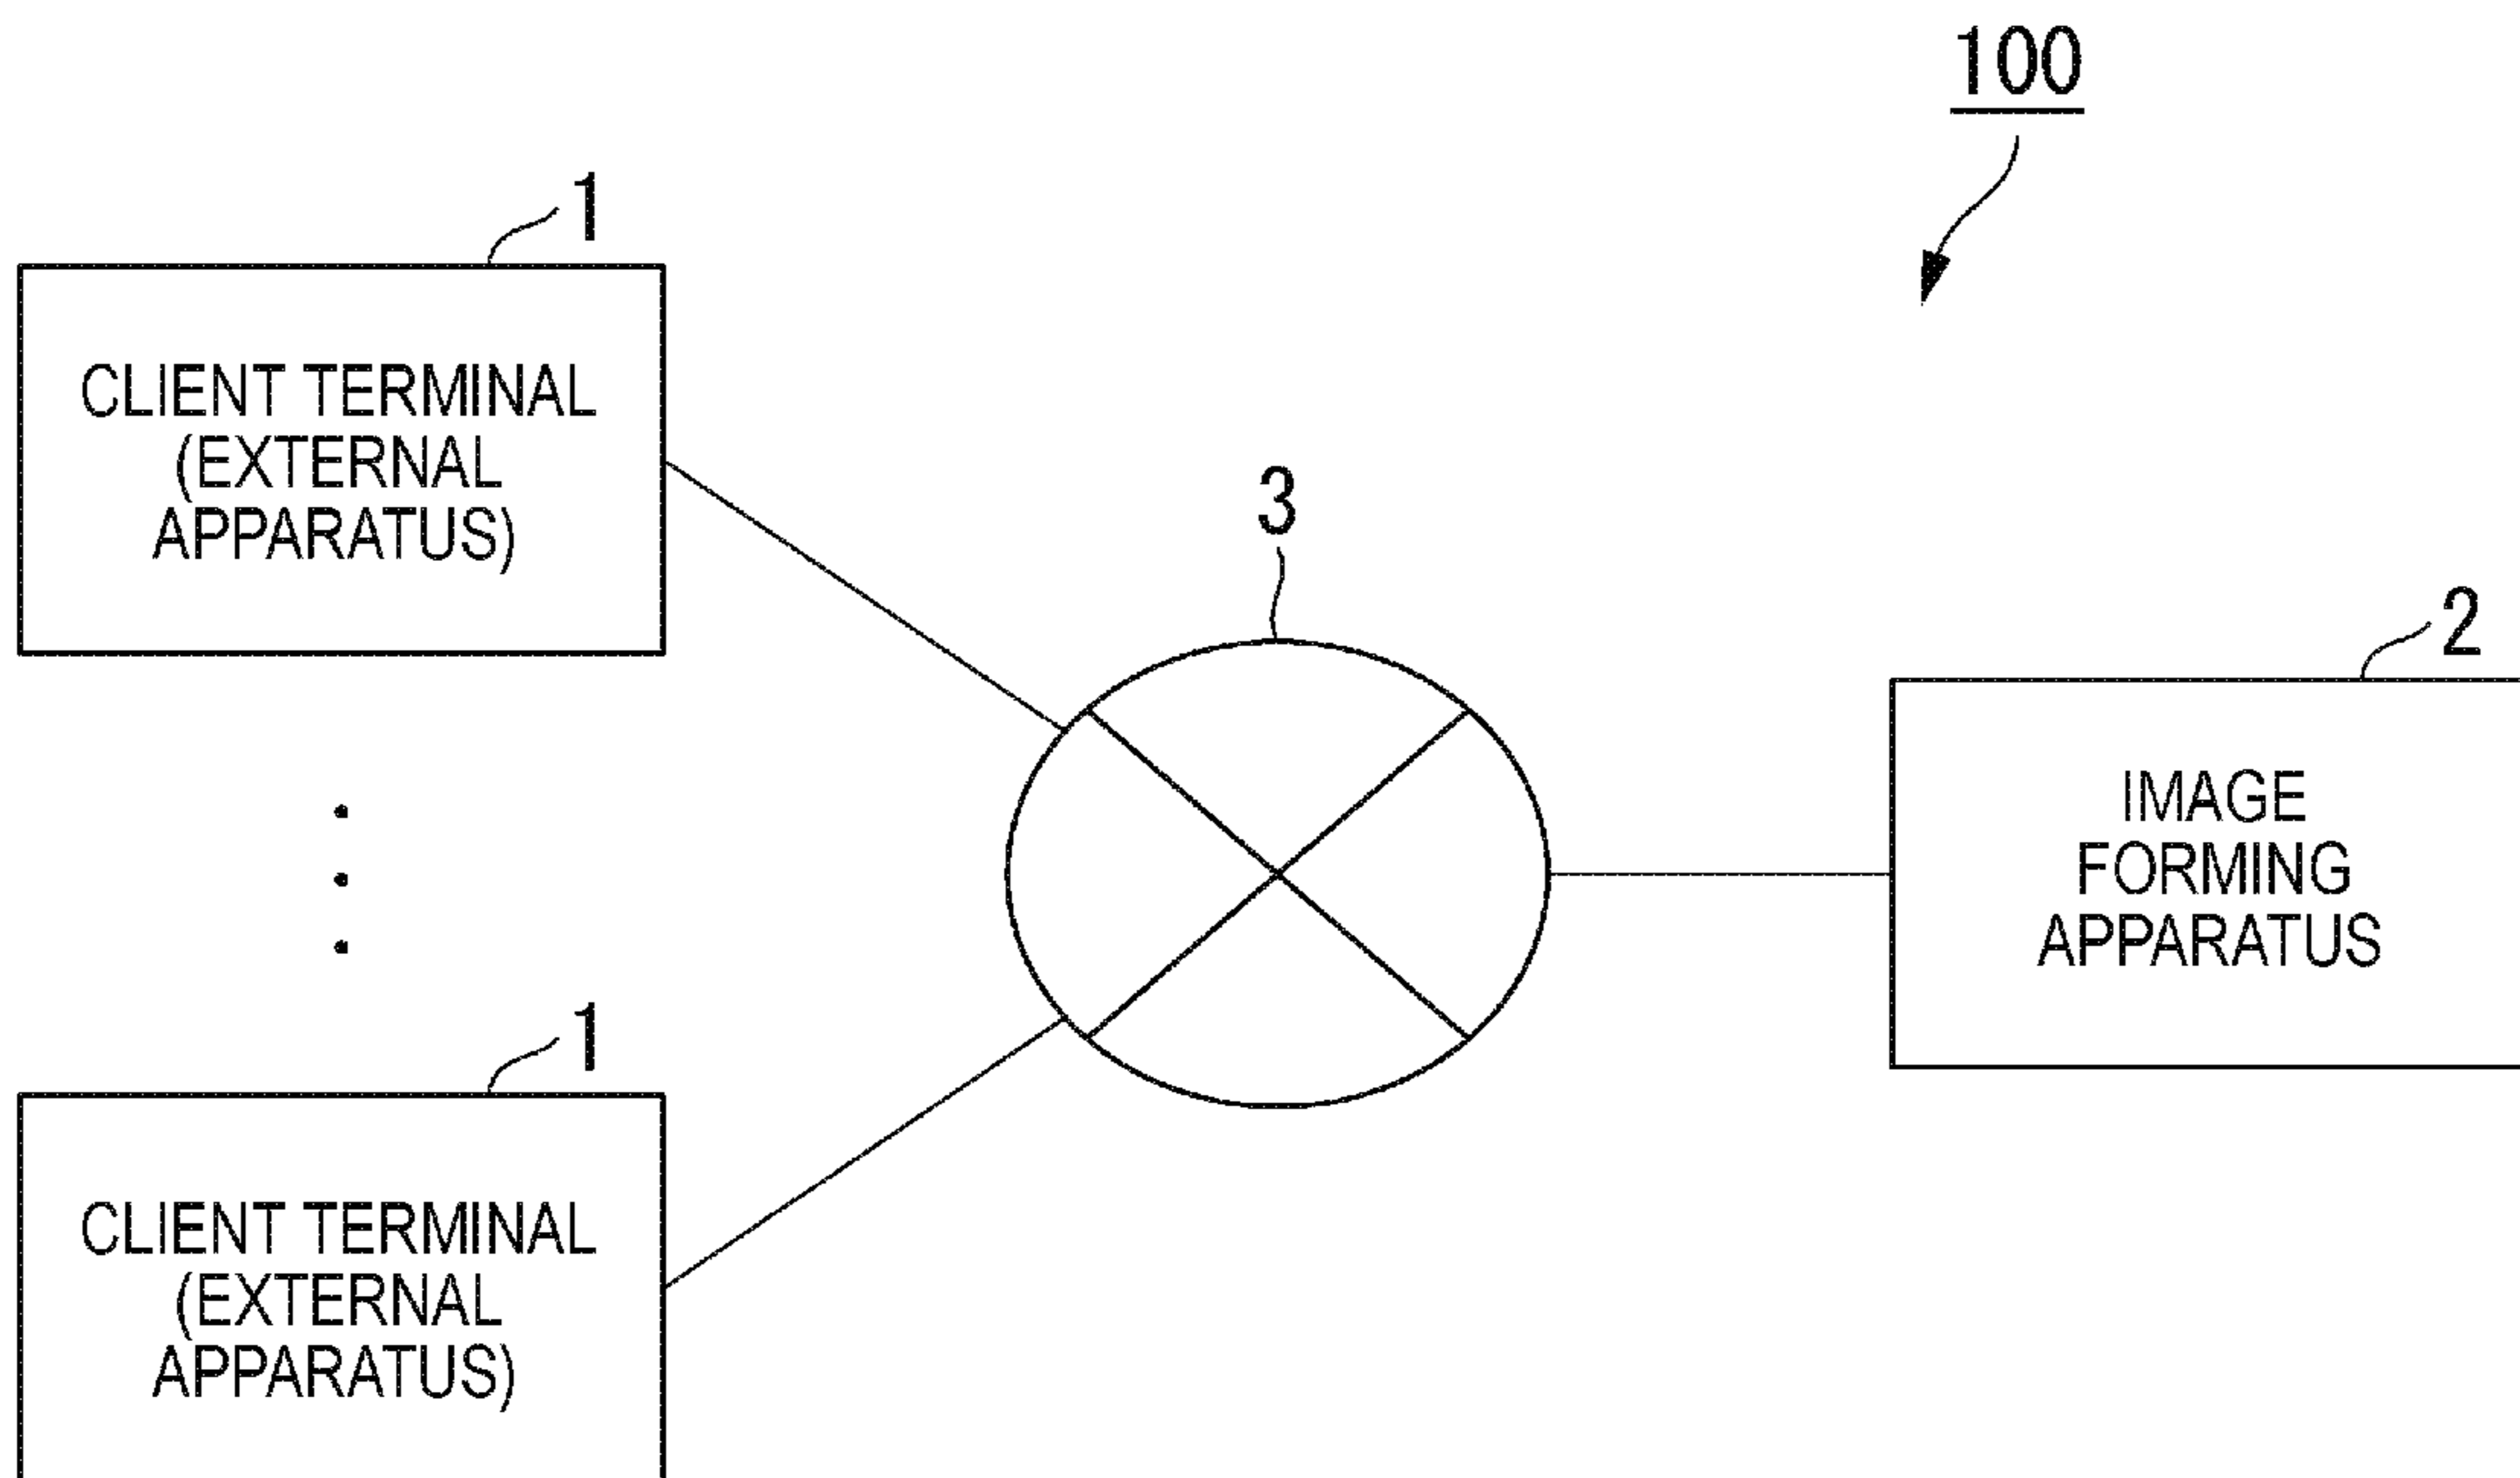 100
1
CLIENT TERMINAL
(EXTERNAL
APPARATUS)
3
2
IMAGE
FORMING
APPARATUS
1
CLIENT TERMINAL
(EXTERNAL
APPARATUS)